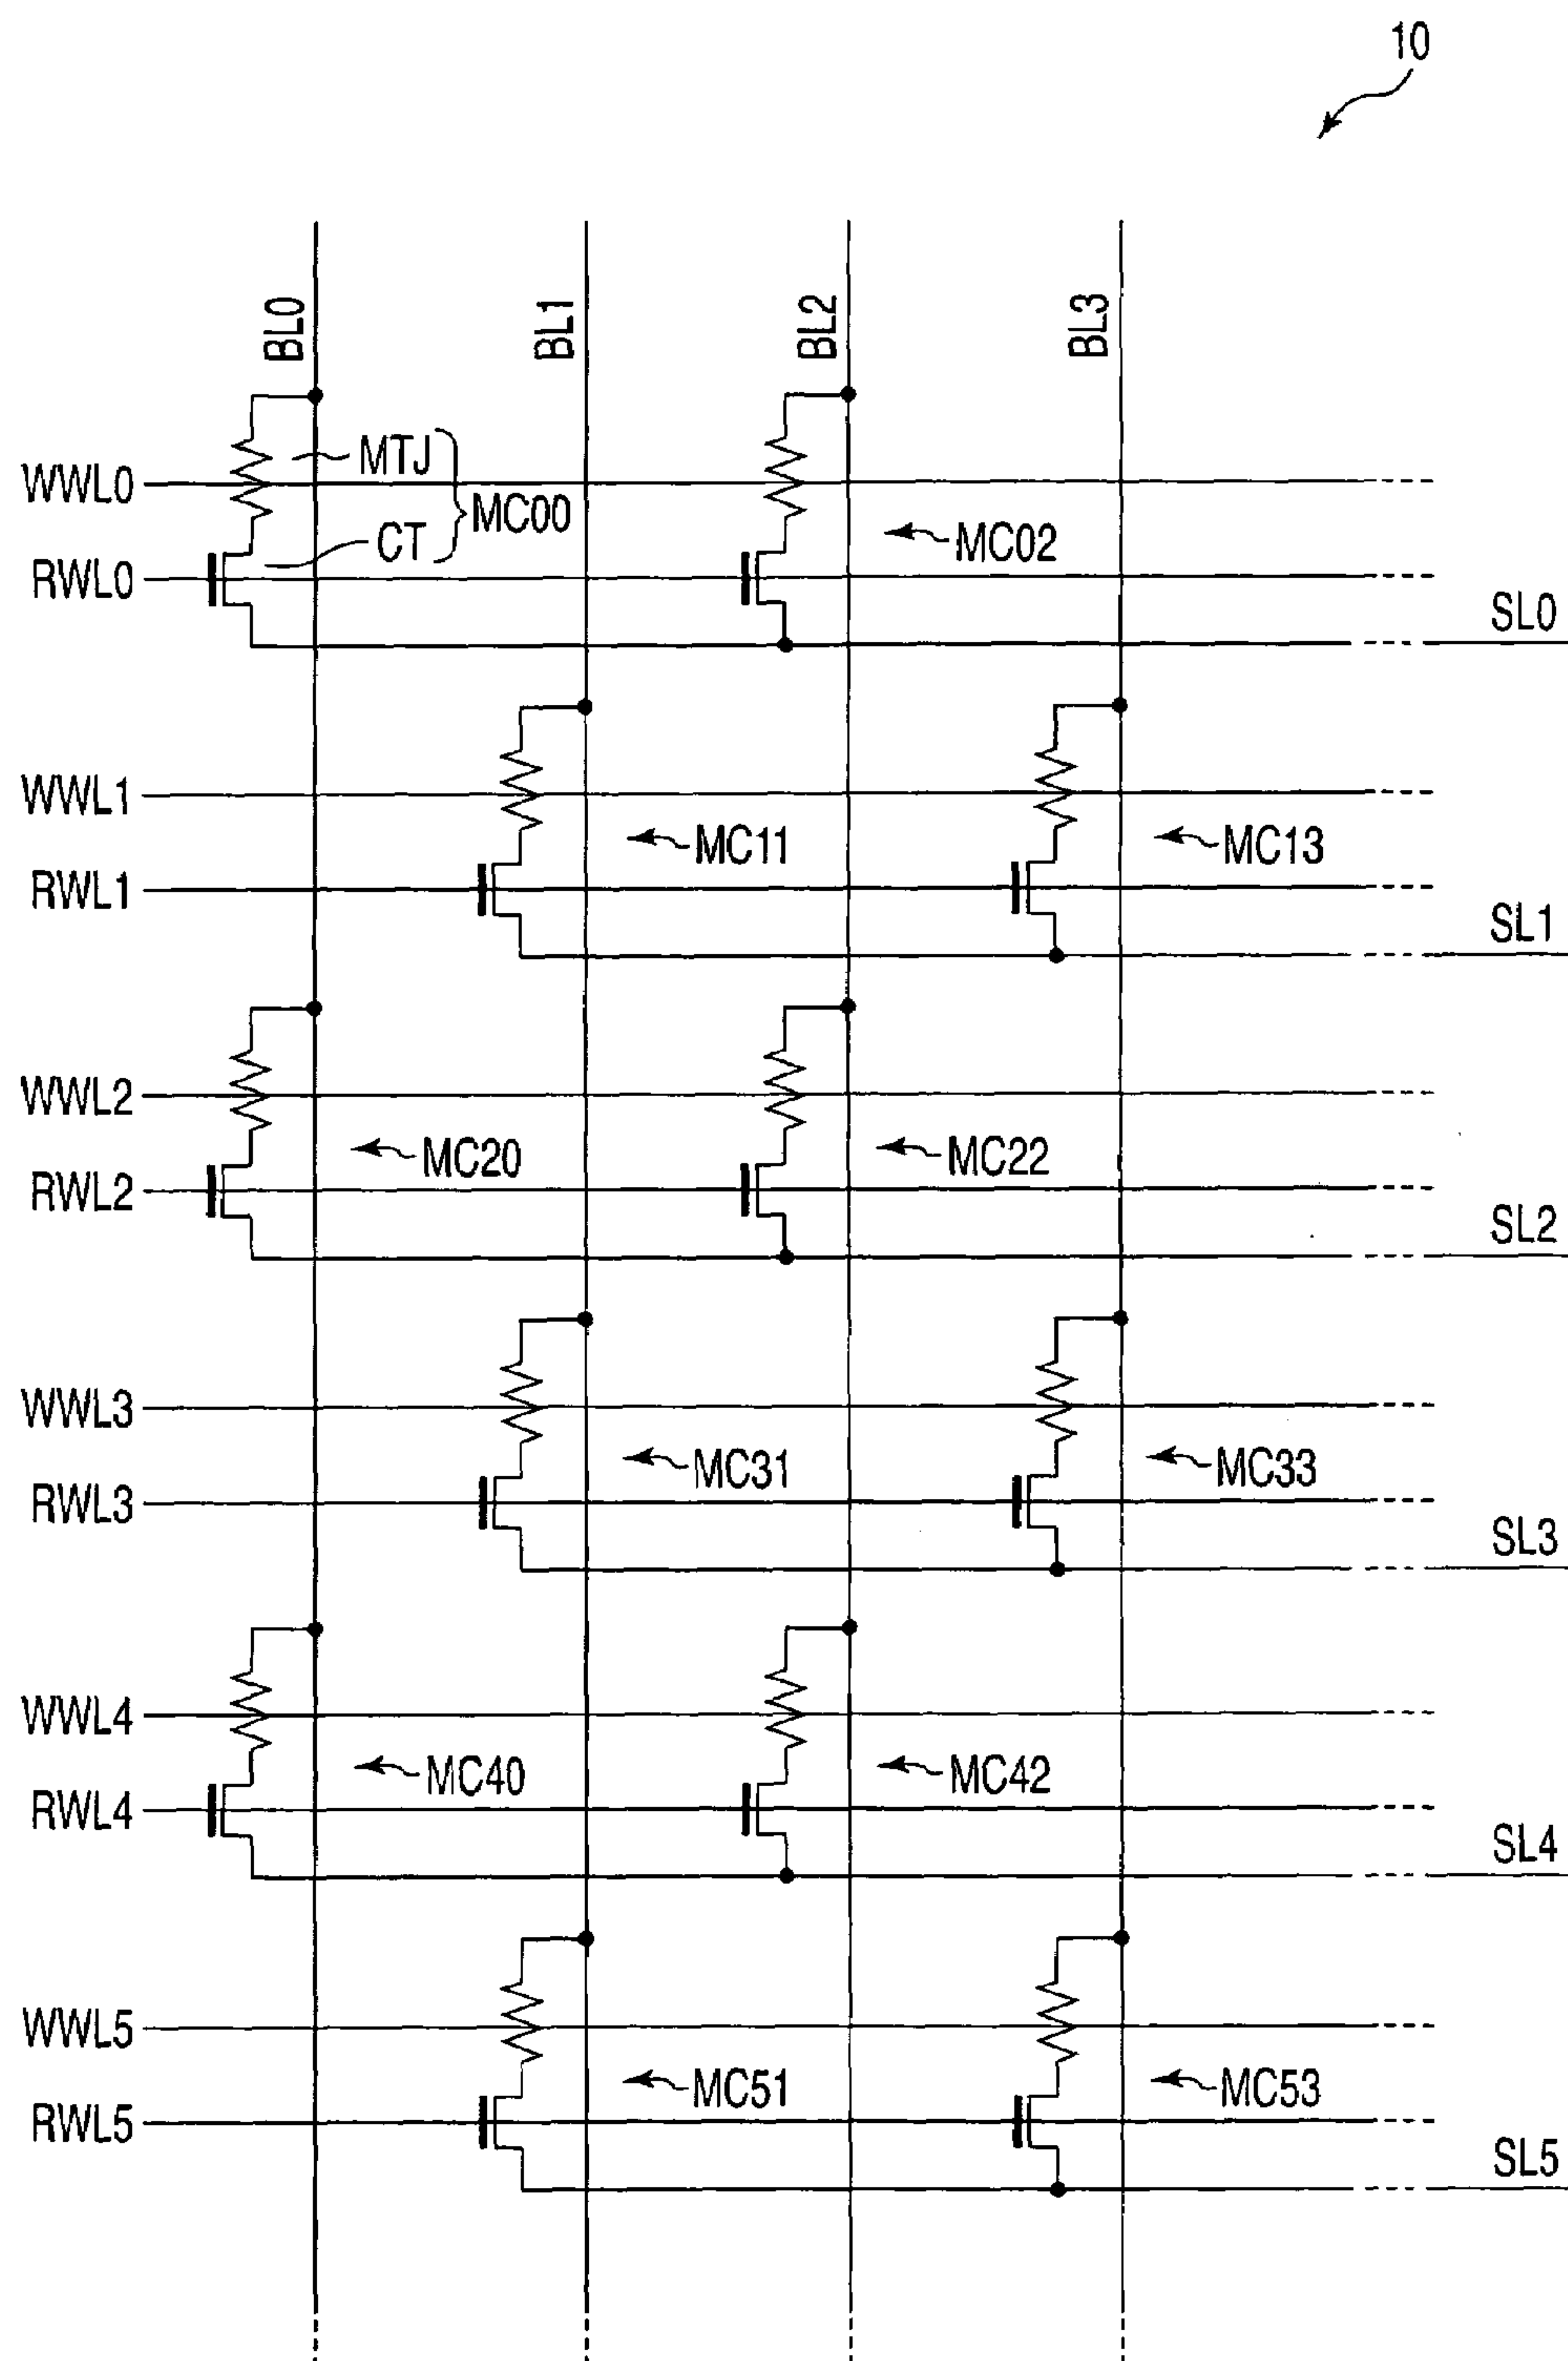 10
BL0
BL1
BL2
BL3
MTJ
WWL0
MC00
CT
MC02
RWL0
SL0
WWL1
MC11
MC13
RWL1
SL1
WWL2
MC20
MC22
RWL2
SL2
WWL3
MC31
MC33
RWL3
SL3
WWL4
MC40
MC42
RWL4
SL4
WWL5
MC51
MC53
RWL5
SL5